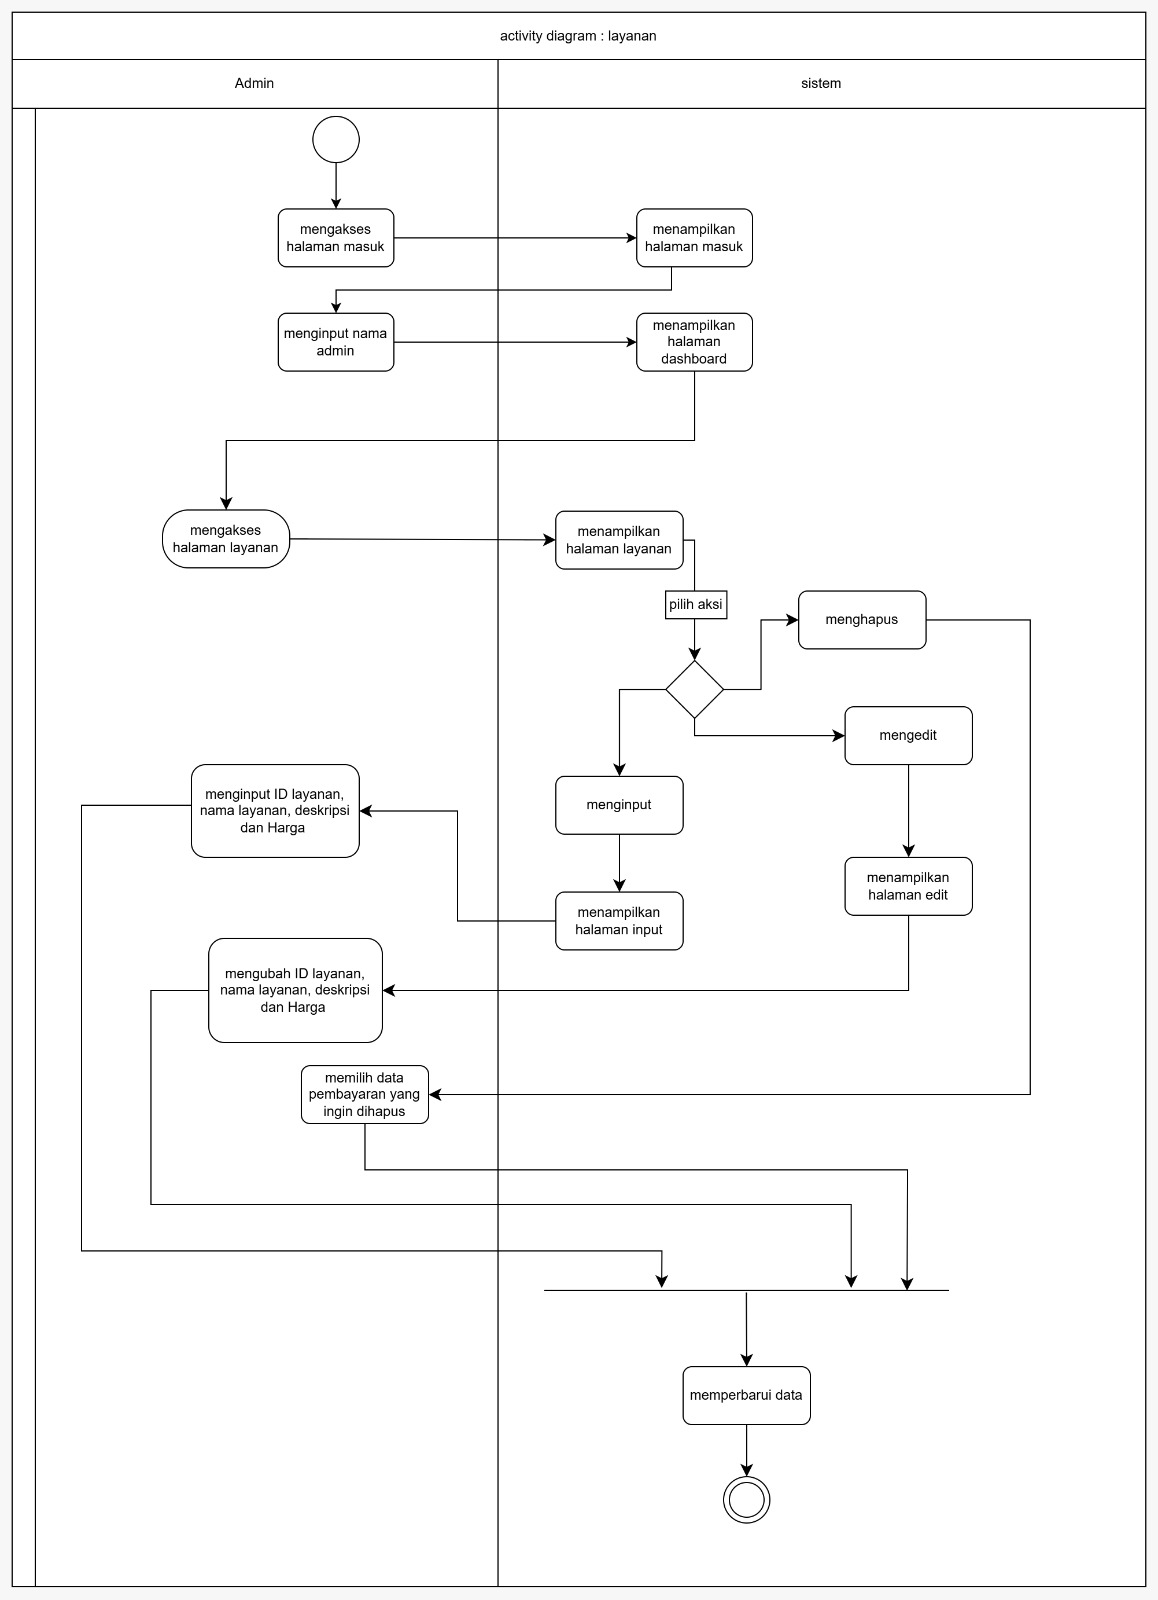 activity diagram : layanan
Admin
sistem
mengakses
halaman masuk
menampilkan
halaman masuk
menginput nama
admin
menampilkan
halaman
dashboard
mengakses
halaman layanan
menampilkan
halaman layanan
pilih aksi
menghapus
mengedit
menginput ID layanan,
nama layanan, deskripsi
dan Harga
menginput
menampilkan
halaman edit
menampilkan
halaman input
mengubah ID layanan,
nama layanan, deskripsi
dan Harga
memilih data
pembayaran yang
ingin dihapus
memperbarui data